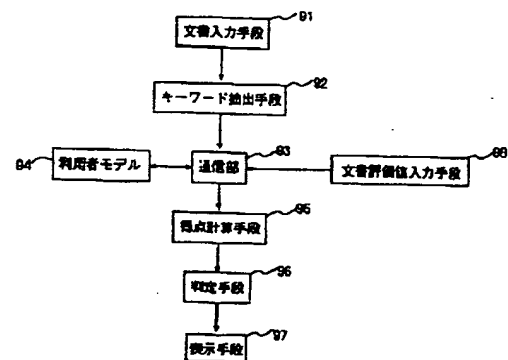 文書入力手段
91
キーワード抽出手段
92
利用者モデル
94
通信部
93
文書評価値入力手段
98
得点計算手段
95
判定手段
96
表示手段
97